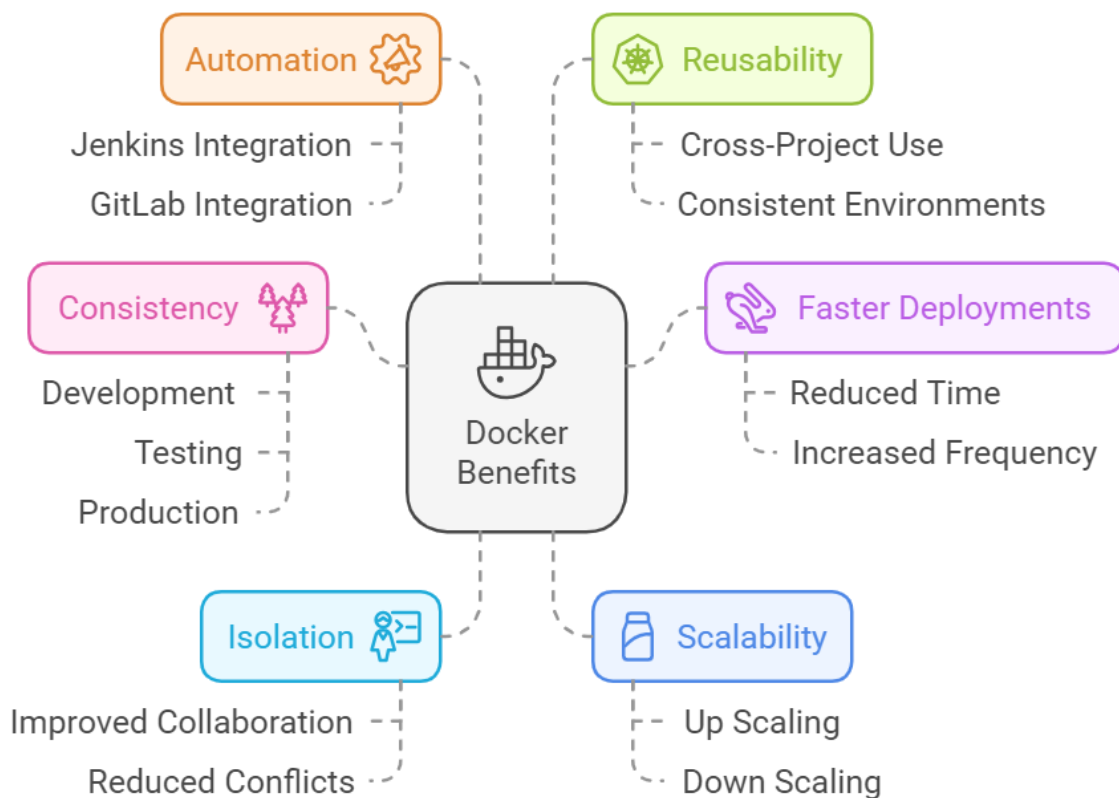 Automation
Jenkins Integration
GitLab Integration
Reusability
Cross-Project Use
Consistent Environments
Consistency
Development
Testing
Production
Docker
Benefits
Faster Deployments
Reduced Time
Increased Frequency
Isolation
Improved Collaboration
Reduced Conflicts
Scalability
Up Scaling
Down Scaling